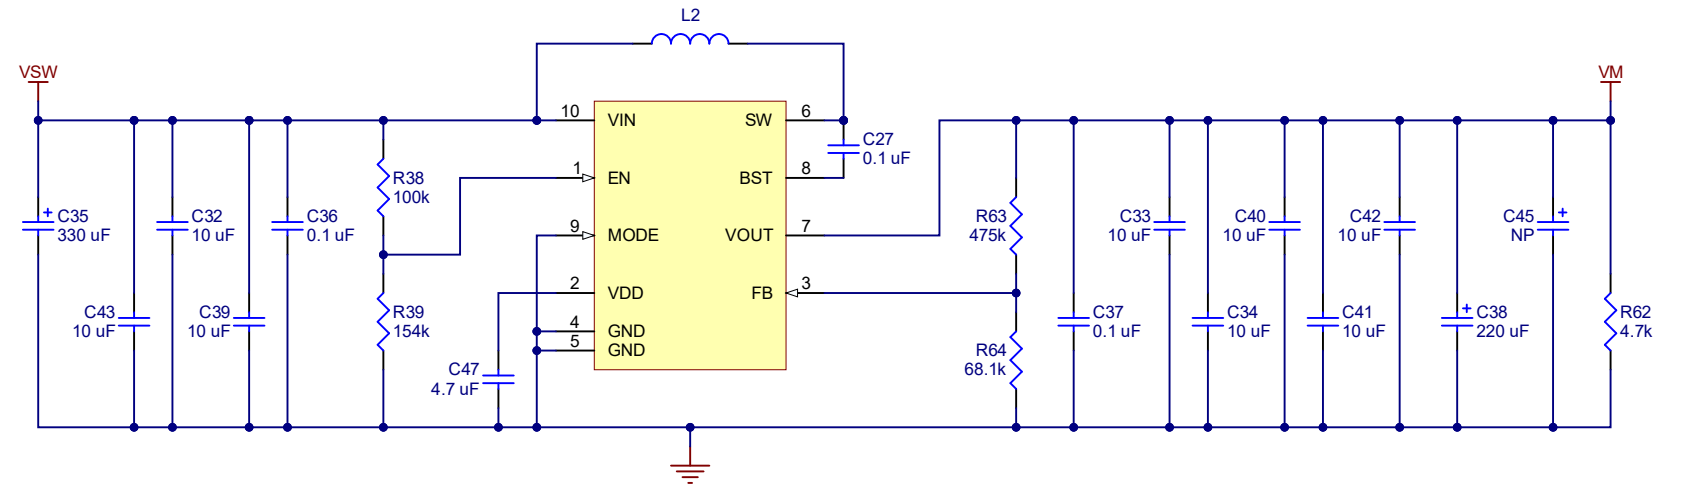 L2
VSW
VM
10 VIN
SW 6
C27
0.1 uF
1 EN
BST 8
R38
100k
C35
330 uF
C32
10 uF
C36
0.1 uF
9 MODE
VOUT 7
R63
475k
C33
10 uF
C40
10 uF
C42
10 uF
C45
NP
2 VDD
FB 3
C43
10 uF
C39
10 uF
R39
154k
4 GND
5 GND
C37
0.1 uF
C34
10 uF
C41
10 uF
C38
220 uF
R62
4.7k
C47
4.7 uF
R64
68.1k